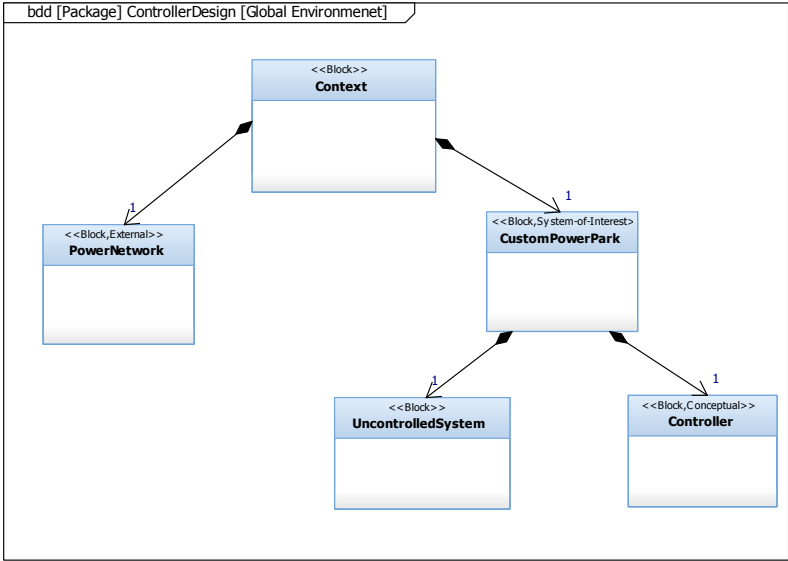 bdd [Package] ControllerDesign [Global Environmenet]
<<Block>>
Context
1
1
<<Block,External>>
PowerNetwork
<<Block,System-of-Interest>
CustomPowerPark
1
1
<<Block>>
UncontrolledSystem
<<Block,Conceptual>>
Controller